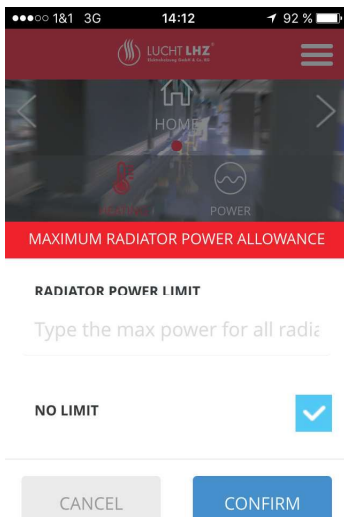 1&1 3G 14:12 92 %
LUCHT LHZ
HOME
POWER
MAXIMUM RADIATOR POWER ALLOWANCE
RADIATOR POWER LIMIT
Type the max power for all radia
NO LIMIT
CANCEL
CONFIRM